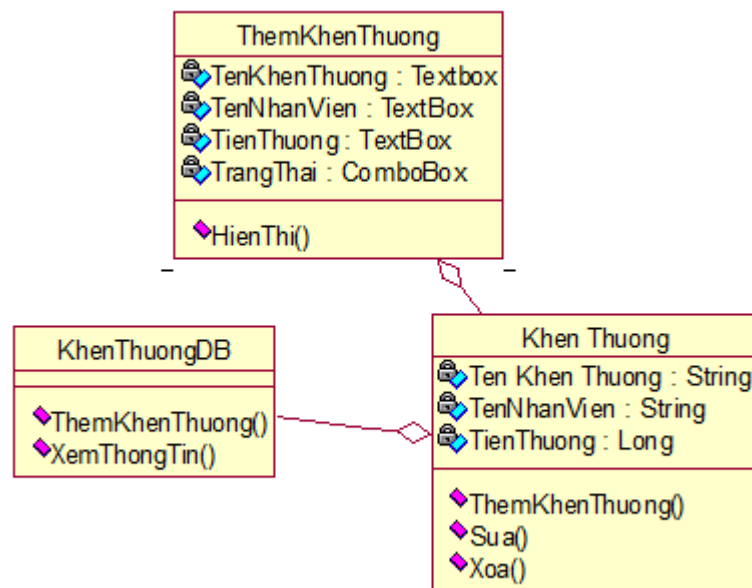 ThemKhenThuong
TenKhenThuong : Textbox
TenNhanVien : TextBox
TienThuong : TextBox
TrangThai : ComboBox
HienThi()
KhenThuongDB
ThemKhenThuong()
XemThongTin()
Khen Thuong
Ten Khen Thuong : String
TenNhanVien : String
TienThuong : Long
ThemKhenThuong()
Sua()
Xoa()